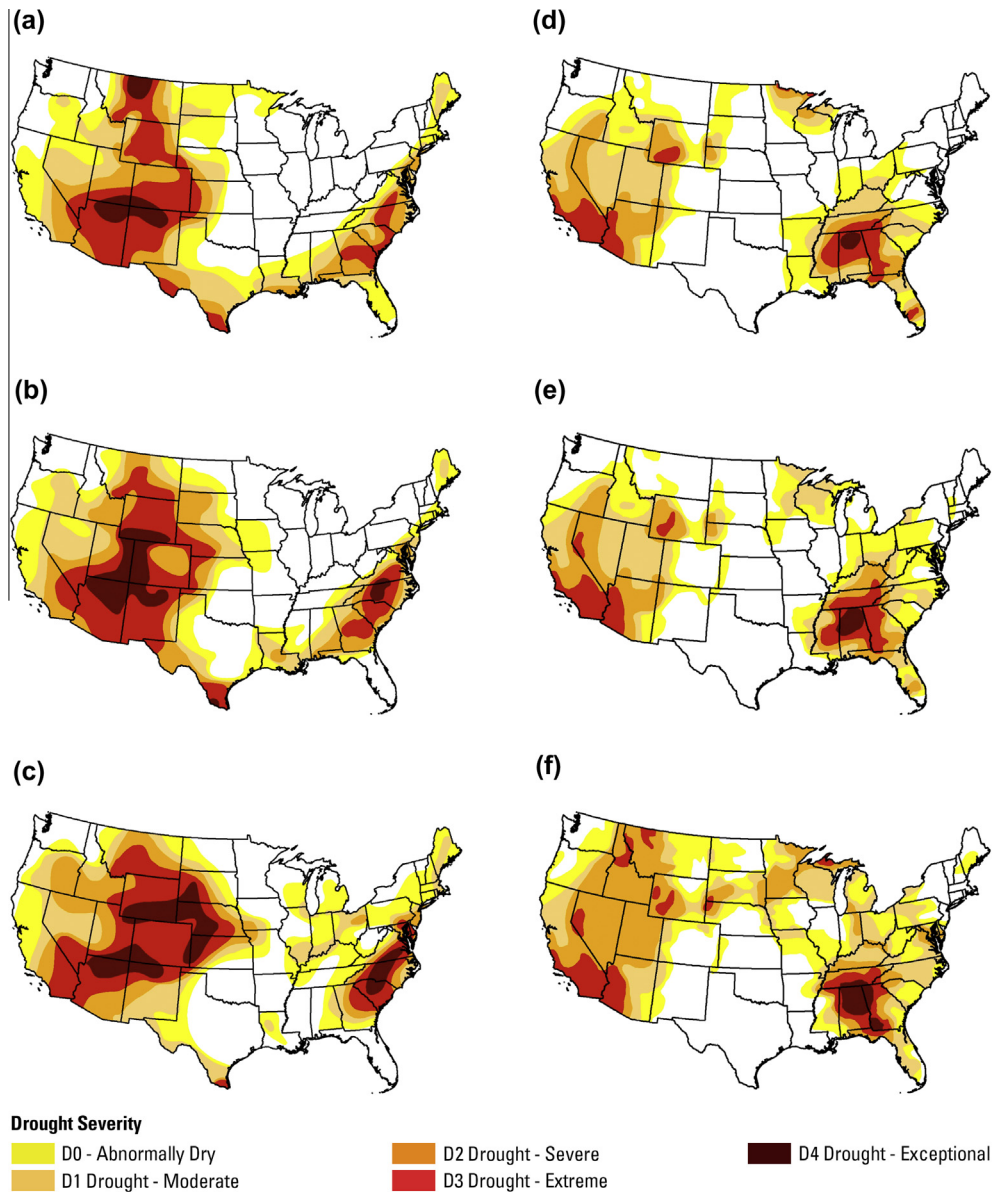 (a)
(d)
(b)
(e)
(c)
(f)
Drought Severity
D0 - Abnormally Dry
D2 Drought - Severe
D4 Drought - Exceptional
D1 Drought - Moderate
D3 Drought - Extreme